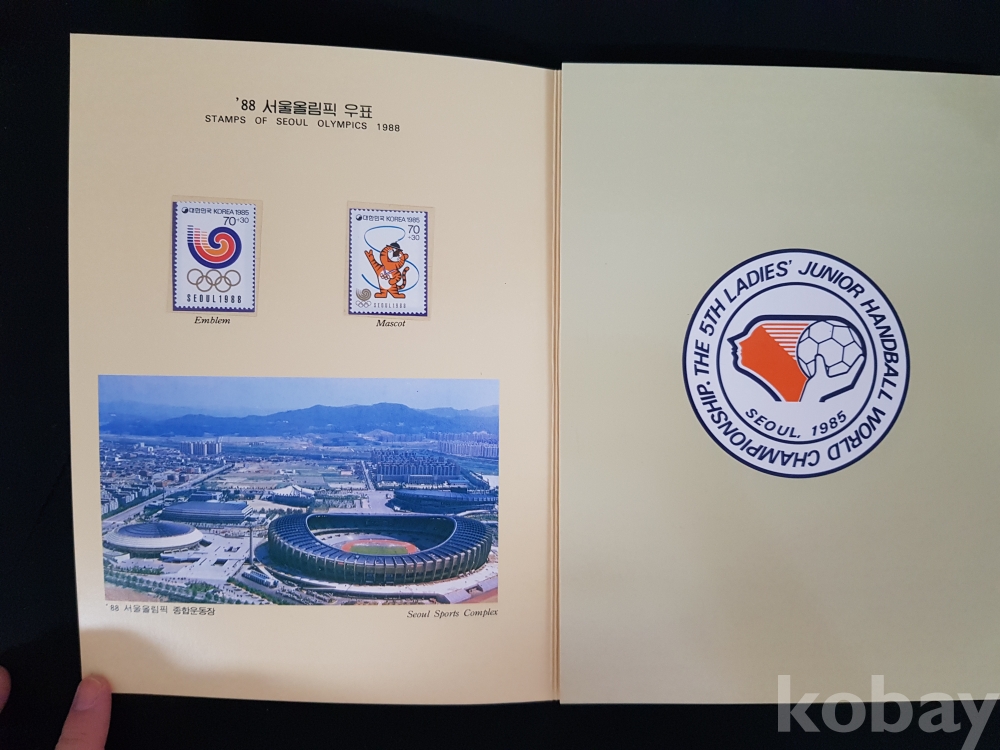 '88 서울올림픽 우표
STAMPS OF SEOUL OLYMPICS 1988
대한민국 KOREA 1985
70+30
SEOUL 1988
Emblem
대한민국 KOREA 1985
70
+30
SEOUL 1988
Mascot
'88 서울올림픽 종합운동장
Seoul Sports Complex
THE 5TH LADIES' JUNIOR HANDBALL WORLD CHAMPIONSHIP.
SEOUL, 1985
kobay